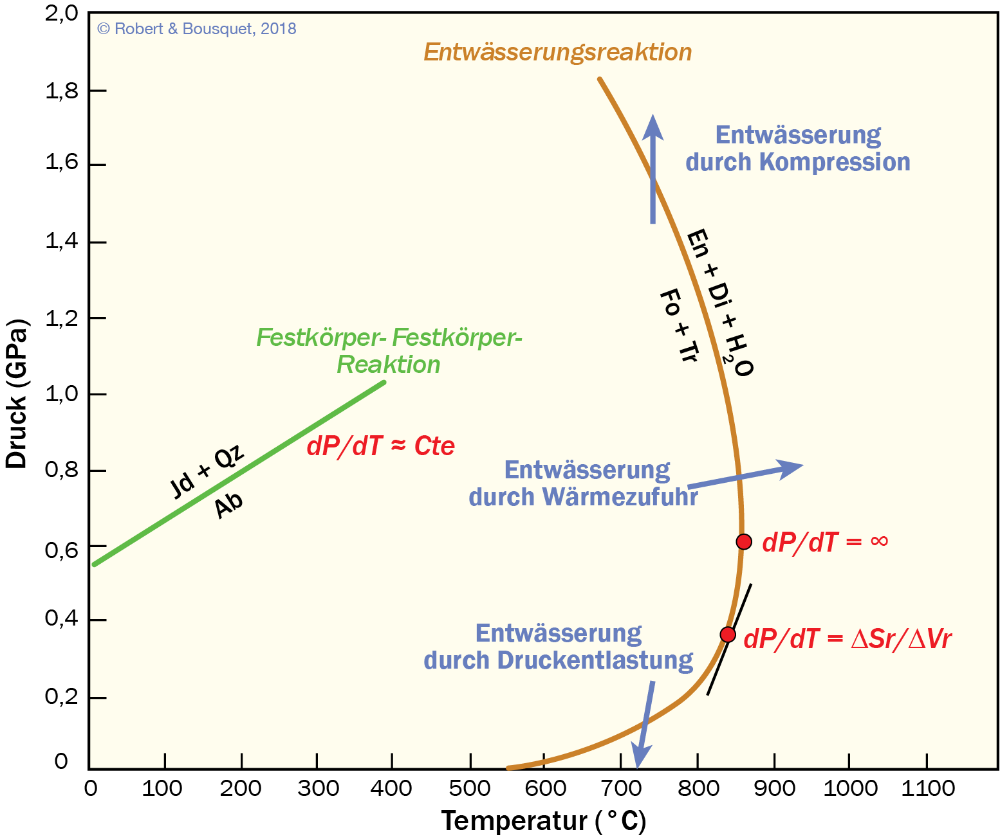 © Robert & Bousquet, 2018
Entwässerungsreaktion
Entwässerung
durch Kompression
En + Di + H₂O
Fo + Tr
Festkörper- Festkörper-
Reaktion
dP/dT ≈ Cte
Jd + Qz
Ab
Entwässerung
durch Wärmezufuhr
dP/dT = ∞
Entwässerung
durch Druckentlastung
dP/dT = ΔSr/ΔVr
Druck (GPa)
2,0
1,8
1,6
1,4
1,2
1,0
0,8
0,6
0,4
0,2
0
0 100 200 300 400 500 600 700 800 900 1000 1100
Temperatur (°C)